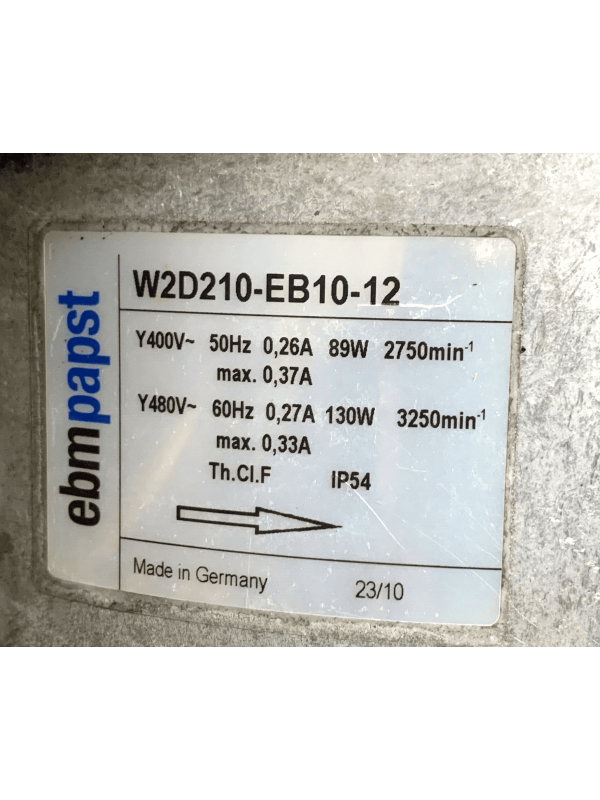 ebmpapst
W2D210-EB10-12
Y400V~ 50Hz 0,26A 89W 2750min-1
max. 0,37A
Y480V~ 60Hz 0,27A 130W 3250min-1
max. 0,33A
Th.Cl.F IP54
Made in Germany 23/10